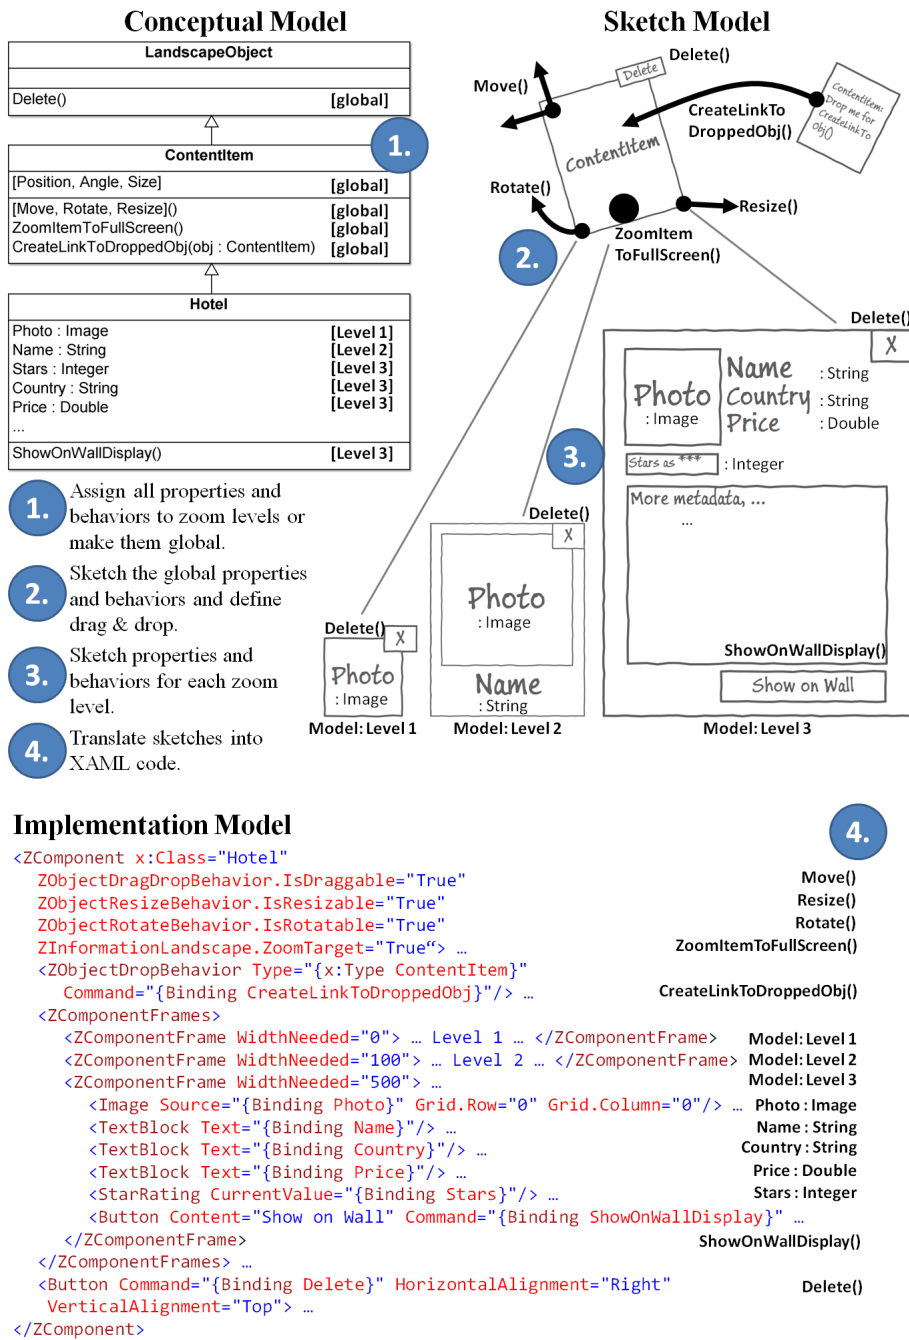 Conceptual Model
LandscapeObject
Delete() [global]
1.
ContentItem
[Position, Angle, Size] [global]
[Move, Rotate, Resize]() [global]
ZoomItemToFullScreen() [global]
CreateLinkToDroppedObj(obj : ContentItem) [global]
Hotel
Photo : Image [Level 1]
Name : String [Level 2]
Stars : Integer [Level 3]
Country : String [Level 3]
Price : Double [Level 3]
...
ShowOnWallDisplay() [Level 3]
1. Assign all properties and
behaviors to zoom levels or
make them global.
2. Sketch the global properties
and behaviors and define
drag & drop.
3. Sketch properties and
behaviors for each zoom
level.
4. Translate sketches into
XAML code.
Sketch Model
Delete()
Delete
Move()
CreateLinkTo
DroppedObj()
ContentItem:
Drop me for
CreateLinkTo
Obj()
ContentItem
Rotate()
Resize()
2.
ZoomItem
ToFullScreen()
Delete()
X
Photo
: Image
Name : String
Country : String
Price : Double
3.
Stars as *** : Integer
More metadata, ...
...
ShowOnWallDisplay()
Show on Wall
Model: Level 3
Delete()
X
Photo
: Image
Name
: String
Model: Level 2
Delete()
X
Photo
: Image
Model: Level 1
Implementation Model
4.
<ZComponent x:Class="Hotel"
ZObjectDragDropBehavior.IsDraggable="True" Move()
ZObjectResizeBehavior.IsResizable="True" Resize()
ZObjectRotateBehavior.IsRotatable="True" Rotate()
ZInformationLandscape.ZoomTarget="True“> … ZoomItemToFullScreen()
<ZObjectDropBehavior Type="{x:Type ContentItem}"
Command="{Binding CreateLinkToDroppedObj}"/> … CreateLinkToDroppedObj()
<ZComponentFrames>
<ZComponentFrame WidthNeeded="0"> … Level 1 … </ZComponentFrame> Model: Level 1
<ZComponentFrame WidthNeeded="100"> … Level 2 … </ZComponentFrame> Model: Level 2
<ZComponentFrame WidthNeeded="500"> … Model: Level 3
<Image Source="{Binding Photo}" Grid.Row="0" Grid.Column="0"/> … Photo : Image
<TextBlock Text="{Binding Name}"/> … Name : String
<TextBlock Text="{Binding Country}"/> … Country : String
<TextBlock Text="{Binding Price}"/> … Price : Double
<StarRating CurrentValue="{Binding Stars}"/> … Stars : Integer
<Button Content="Show on Wall" Command="{Binding ShowOnWallDisplay}" …
</ZComponentFrame> ShowOnWallDisplay()
</ZComponentFrames> …
<Button Command="{Binding Delete}" HorizontalAlignment="Right" Delete()
VerticalAlignment="Top"> …
</ZComponent>